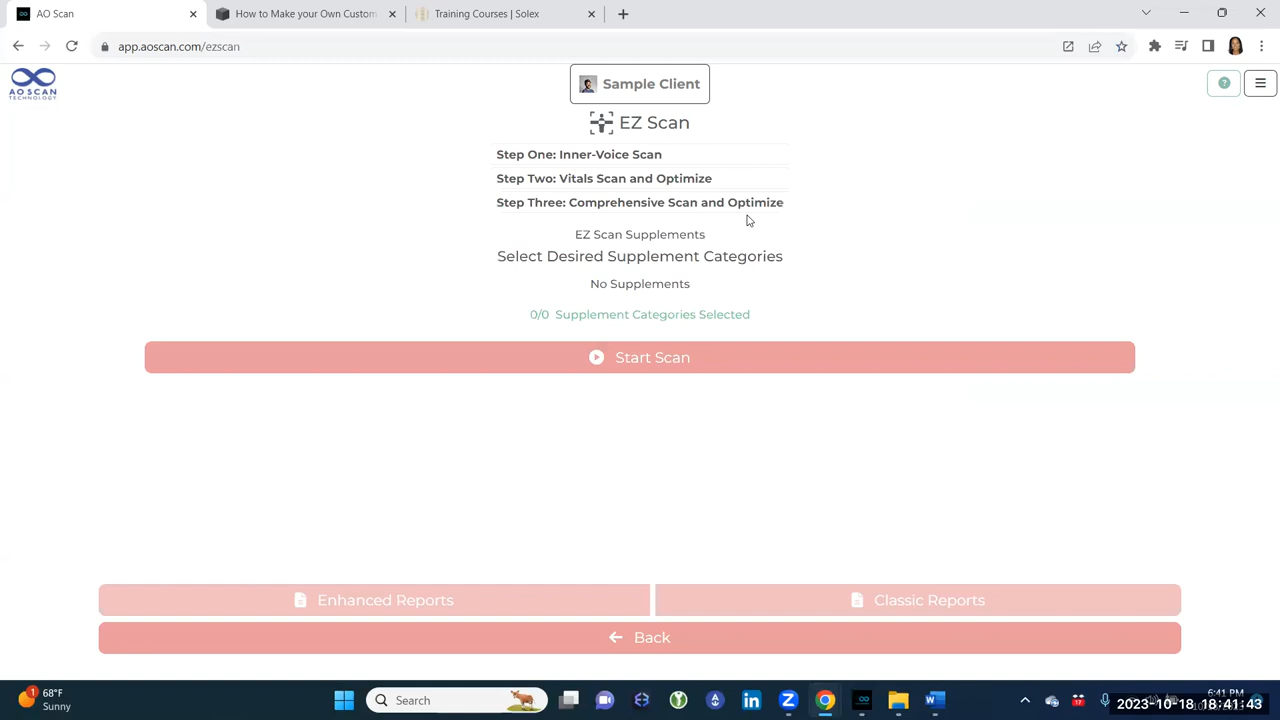 AO Scan
How to Make your Own Custom
Training Courses | Solex
app.aoscan.com/ezscan
AO SCAN
TECHNOLOGY
Sample Client
EZ Scan
Step One: Inner-Voice Scan
Step Two: Vitals Scan and Optimize
Step Three: Comprehensive Scan and Optimize
EZ Scan Supplements
Select Desired Supplement Categories
No Supplements
0/0 Supplement Categories Selected
Start Scan
Enhanced Reports
Classic Reports
Back
1
68°F
Sunny
Search
17
6:41 PM
2023-10-18 18:41:43